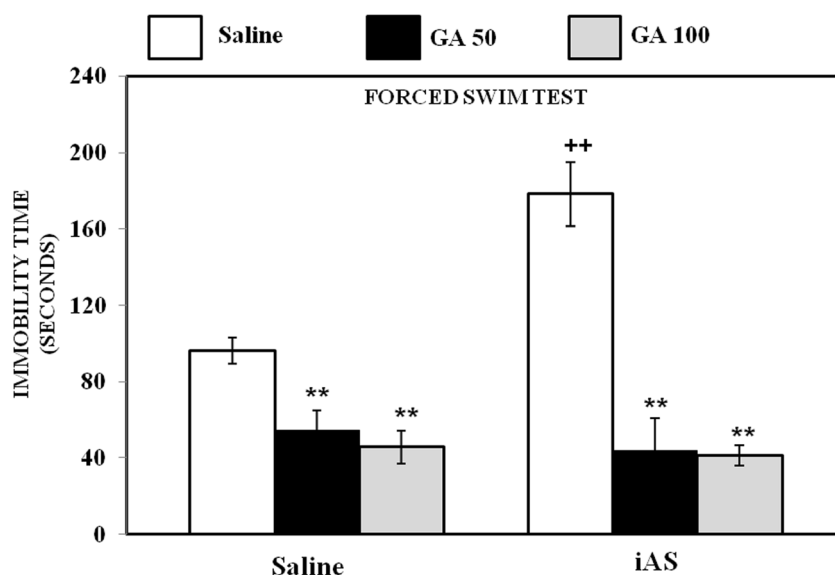 Saline GA 50 GA 100
FORCED SWIM TEST
IMMOBILITY TIME
(SECONDS)
240
200
160
120
80
40
0
++
** ** ** **
Saline iAS